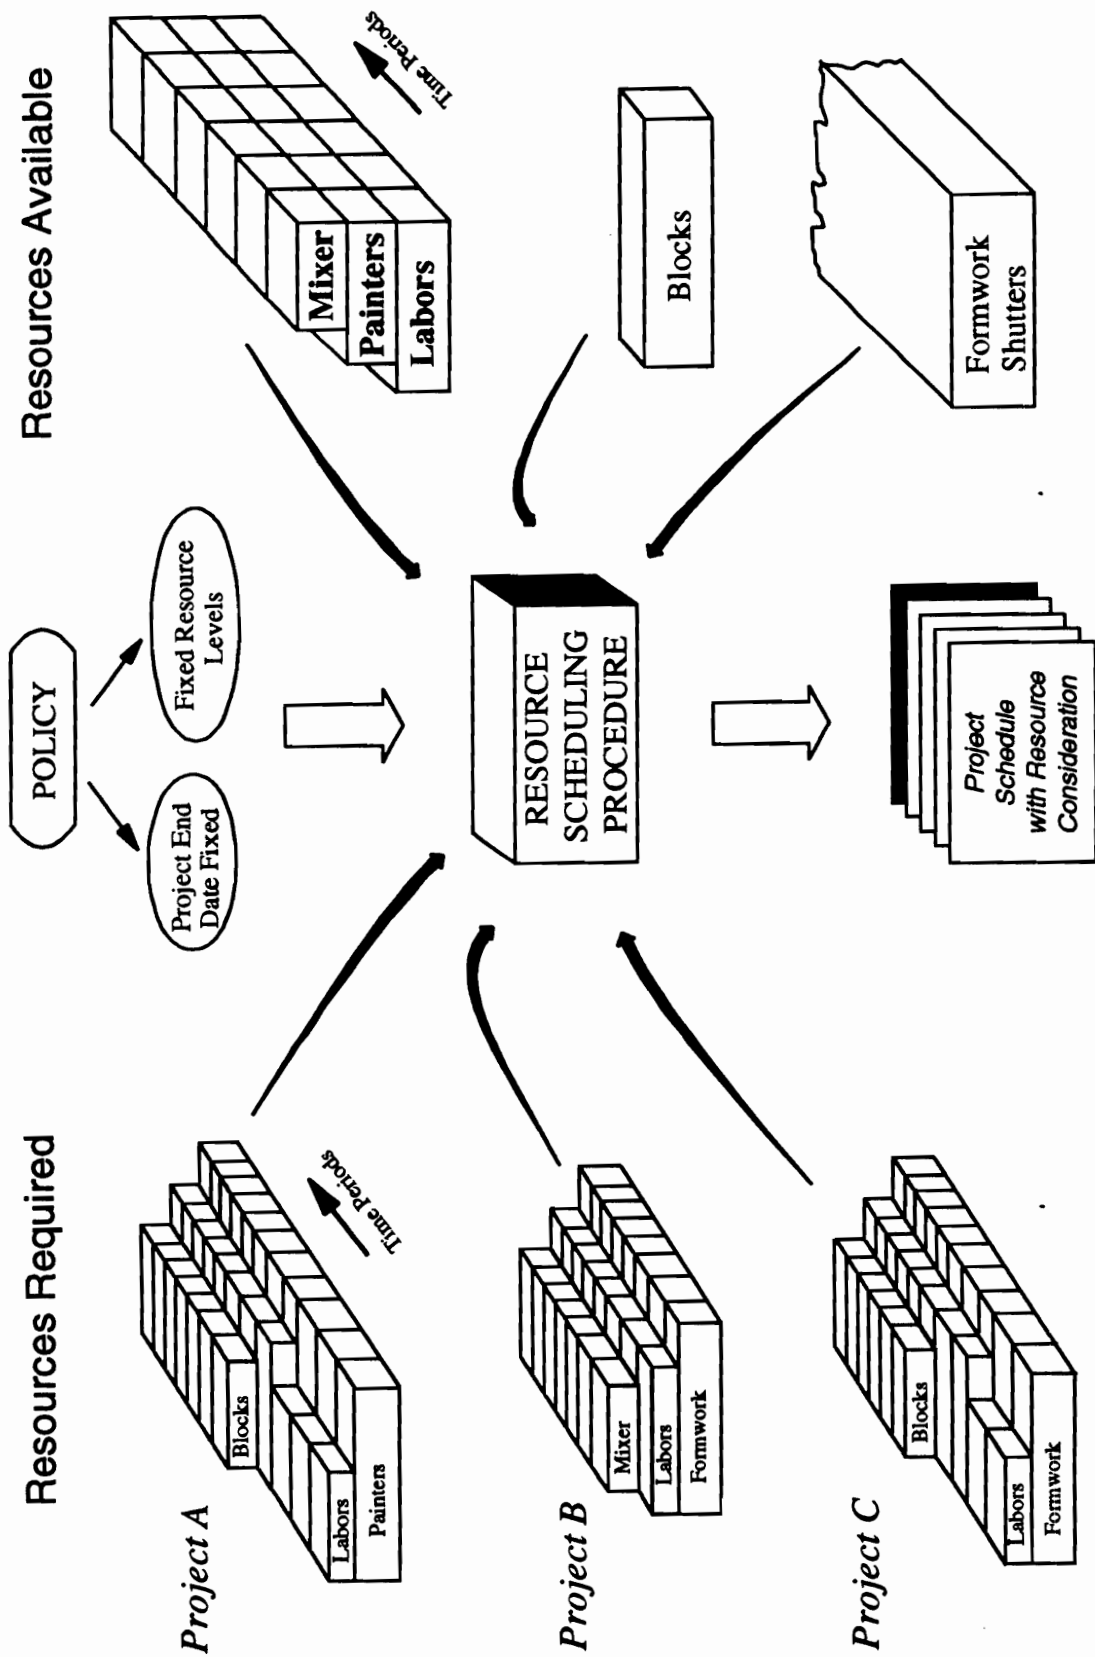 Resources Required
Project A
Blocks
Labors
Painters
Time Periods
Project B
Mixer
Labors
Formwork
Project C
Blocks
Labors
Formwork
POLICY
Project End
Date Fixed
Fixed Resource
Levels
RESOURCE
SCHEDULING
PROCEDURE
Project
Schedule
with Resource
Consideration
Resources Available
Mixer
Painters
Labors
Time Periods
Blocks
Formwork
Shutters